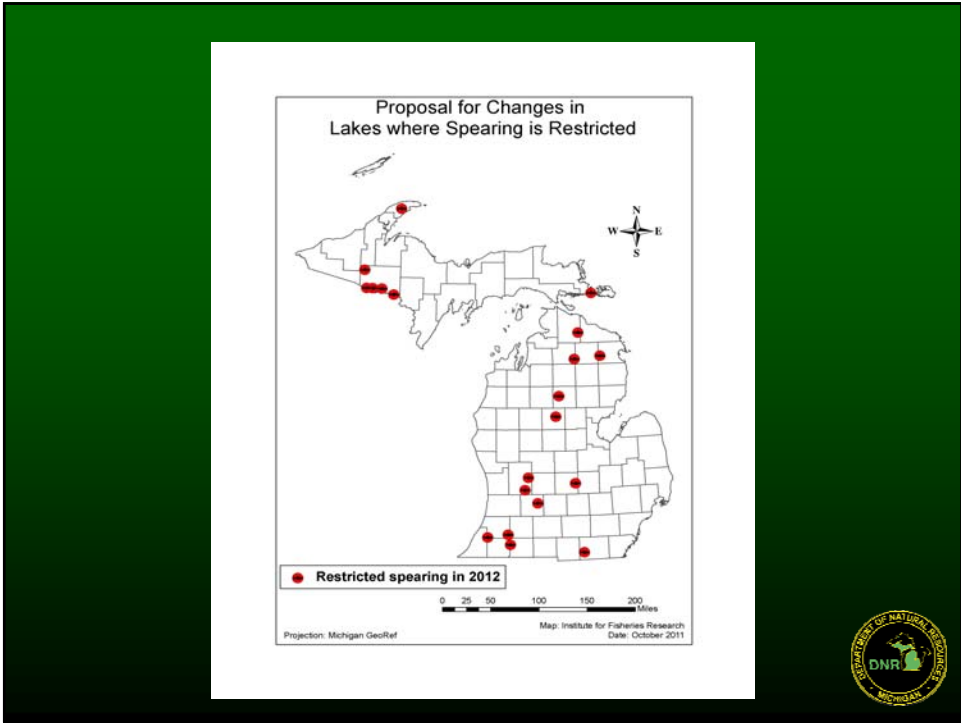 Proposal for Changes in
Lakes where Spearing is Restricted
N
W E
S
Restricted spearing in 2012
0 25 50 100 150 200
Miles
Map: Institute for Fisheries Research
Projection: Michigan GeoRef Date: October 2011
DEPARTMENT OF NATURAL RESOURCES
DNR
MICHIGAN